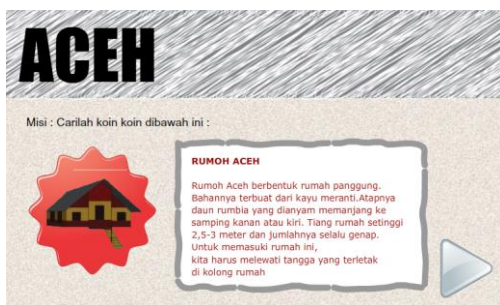 ACEH
Misi : Carilah koin koin dibawah ini :
RUMOH ACEH
Rumoh Aceh berbentuk rumah panggung.
Bahannya terbuat dari kayu meranti.Atapnya
daun rumbia yang dianyam memanjang ke
samping kanan atau kiri. Tiang rumah setinggi
2,5-3 meter dan jumlahnya selalu genap.
Untuk memasuki rumah ini,
kita harus melewati tangga yang terletak
di kolong rumah